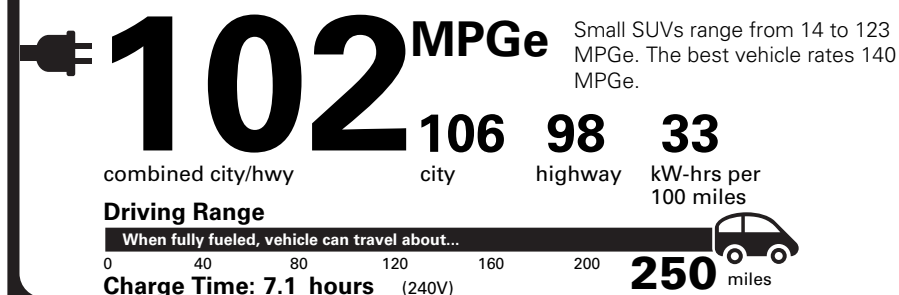 102 MPGe
Small SUVs range from 14 to 123
MPGe. The best vehicle rates 140
MPGe.
106 98 33
combined city/hwy city highway kW-hrs per
100 miles
Driving Range
When fully fueled, vehicle can travel about...
0 40 80 120 160 200 250 miles
Charge Time: 7.1 hours (240V)